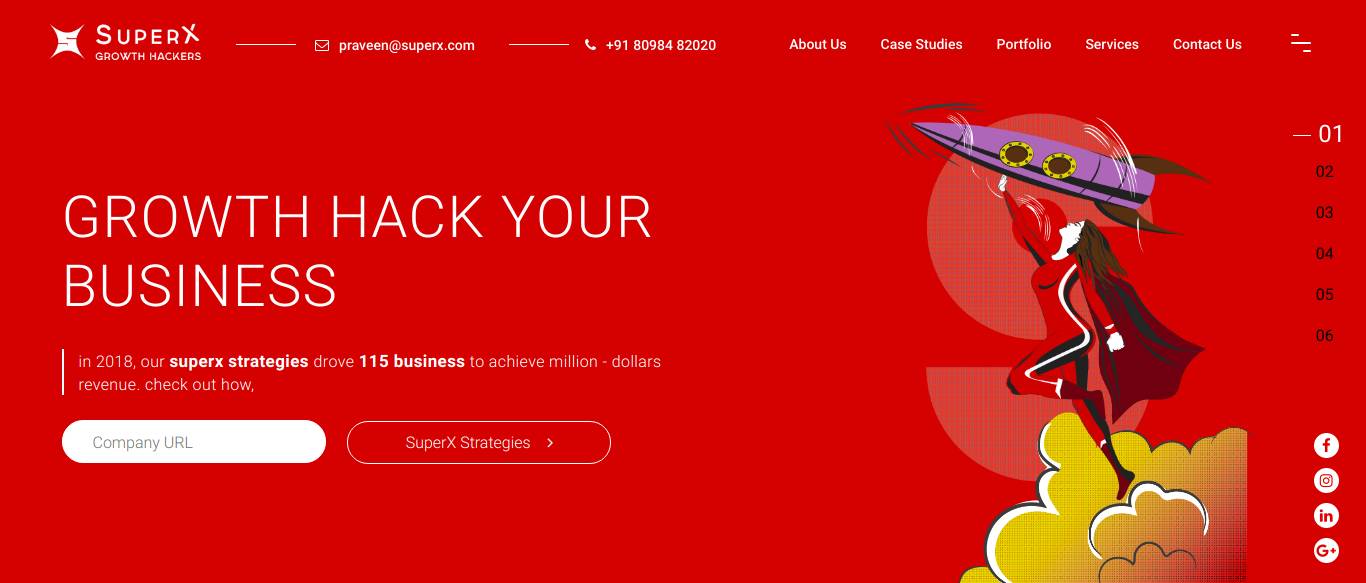 SUPERX
GROWTH HACKERS
praveen@superx.com
+91 80984 82020
About Us
Case Studies
Portfolio
Services
Contact Us
01
02
03
04
05
06
GROWTH HACK YOUR
BUSINESS
in 2018, our superx strategies drove 115 business to achieve million - dollars
revenue. check out how,
Company URL
SuperX Strategies
f
in
G+